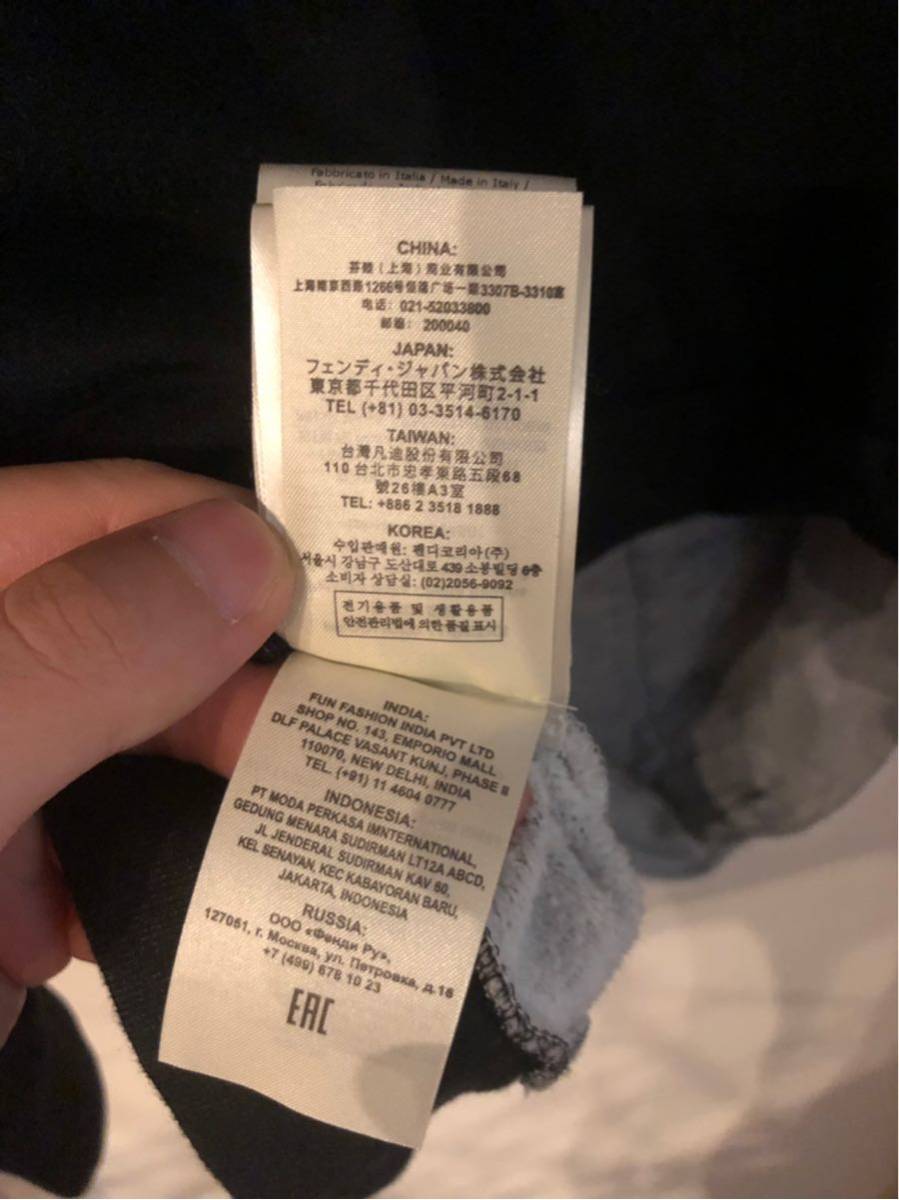 Fabbricato in Italia / Made in Italy /
CHINA:
芬迪（上海）商业有限公司
上海南京西路1266号恒隆广场一期3307B-3310室
电话: 021-52033800
邮编: 200040
JAPAN:
フェンディ・ジャパン株式会社
東京都千代田区平河町2-1-1
TEL (+81) 03-3514-6170
TAIWAN:
台灣凡迪股份有限公司
110 台北市忠孝東路五段68
號26樓A3室
TEL: +886 2 3518 1888
KOREA:
수입판매원: 펜디코리아(주)
서울시 강남구 도산대로 439 소봉빌딩 6층
소비자 상담실: (02)2056-9092
전기용품 및 생활용품
안전관리법에 의한 품질 표시
INDIA:
FUN FASHION INDIA PVT LTD
SHOP NO. 143, EMPORIO MALL
DLF PALACE VASANT KUNJ, PHASE II
110070, NEW DELHI, INDIA
TEL. (+91) 11 4604 0777
INDONESIA:
PT MODA PERKASA IMNTERNATIONAL,
GEDUNG MENARA SUDIRMAN LT12A ABCD,
JL JENDERAL SUDIRMAN KAV 60,
KEL SENAYAN, KEC KABAYORAN BARU,
JAKARTA, INDONESIA
RUSSIA:
ООО «Фенди Ру»,
127051, г. Москва, ул. Петровка, д.16
+7 (499) 678 10 23
EAC